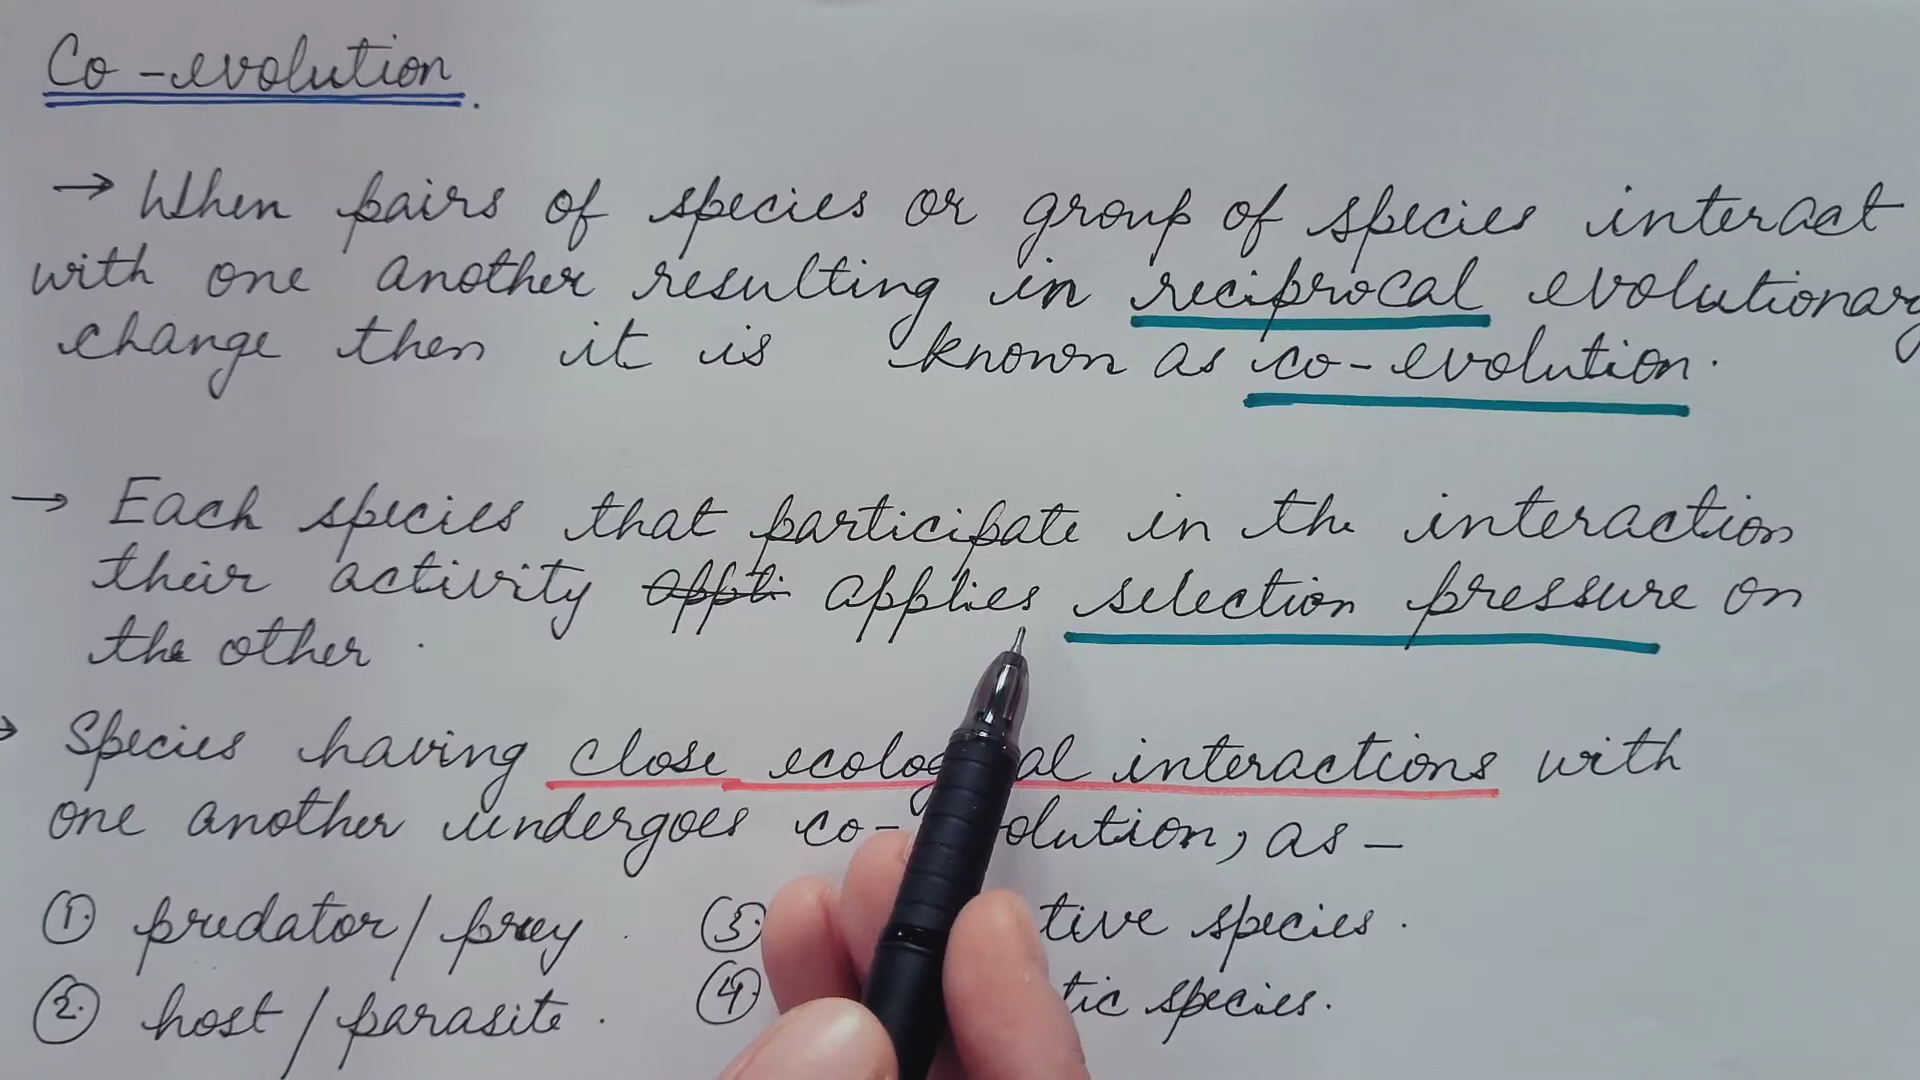 Co-evolution.
→ When pairs of species or group of species interact
with one another resulting in reciprocal evolutionary
change then it is known as co-evolution.
→ Each species that participate in the interaction
their activity appli applies selection pressure on
the other.
→ Species having close ecological interactions with
one another undergoes co-evolution, as –
① predator/prey. ③ tive species.
② host/parasite. ④ tic species.